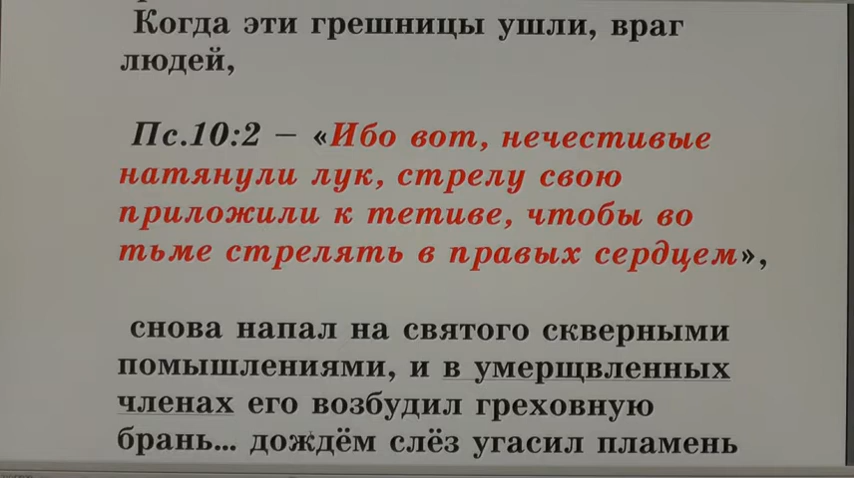 Когда эти грешницы ушли, враг
людей,
Пс.10:2 – «Ибо вот, нечестивые
натянули лук, стрелу свою
приложили к тетиве, чтобы во
тьме стрелять в правых сердцем»,
снова напал на святого скверными
помышлениями, и в умерщвленных
членах его возбудил греховную
брань... дождём слёз угасил пламень